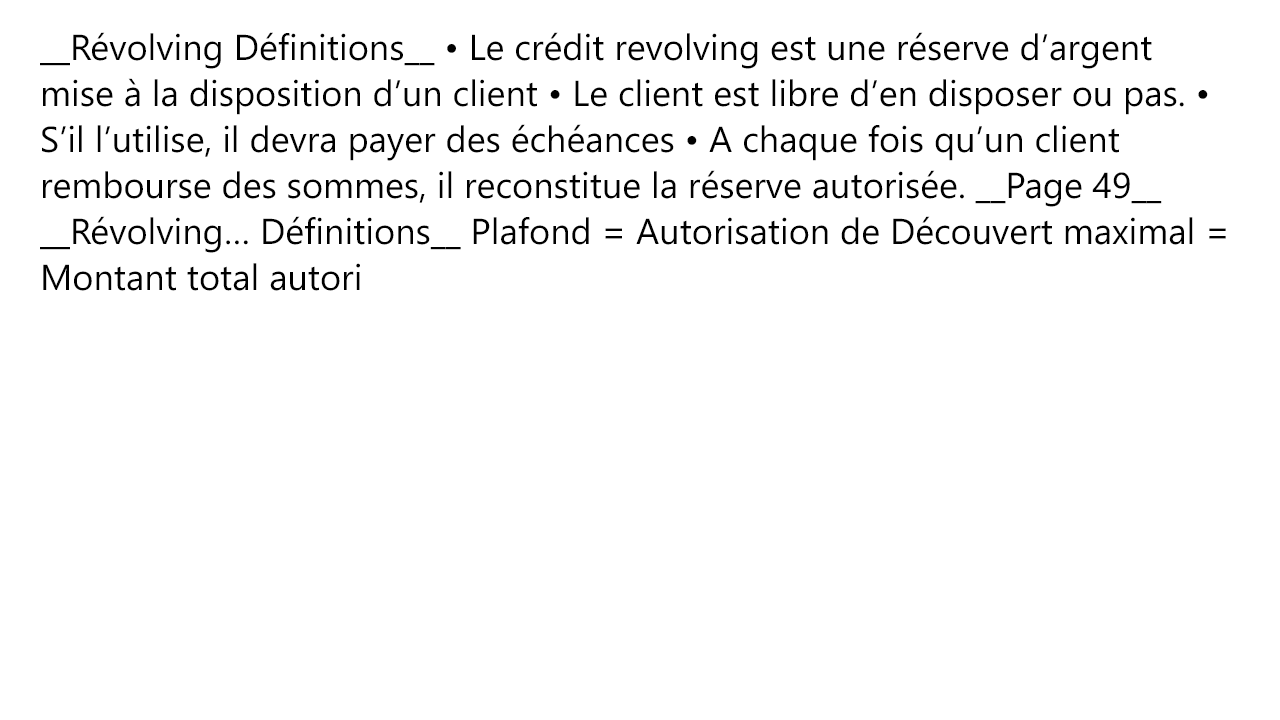 __Révolving Définitions__ • Le crédit revolving est une réserve d’argent
mise à la disposition d’un client • Le client est libre d’en disposer ou pas. •
S’il l’utilise, il devra payer des échéances • A chaque fois qu’un client
rembourse des sommes, il reconstitue la réserve autorisée. __Page 49__
__Révolving… Définitions__ Plafond = Autorisation de Découvert maximal =
Montant total autori